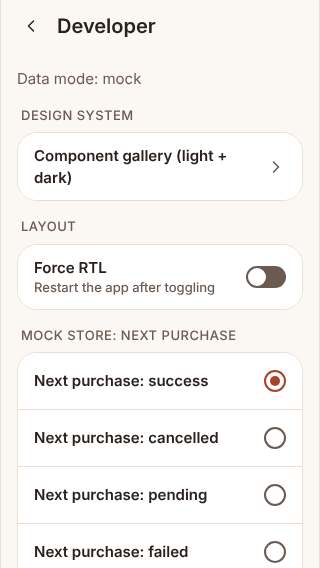 Developer
Data mode: mock
DESIGN SYSTEM
Component gallery (light +
dark)
LAYOUT
Force RTL
Restart the app after toggling
MOCK STORE: NEXT PURCHASE
Next purchase: success
Next purchase: cancelled
Next purchase: pending
Next purchase: failed